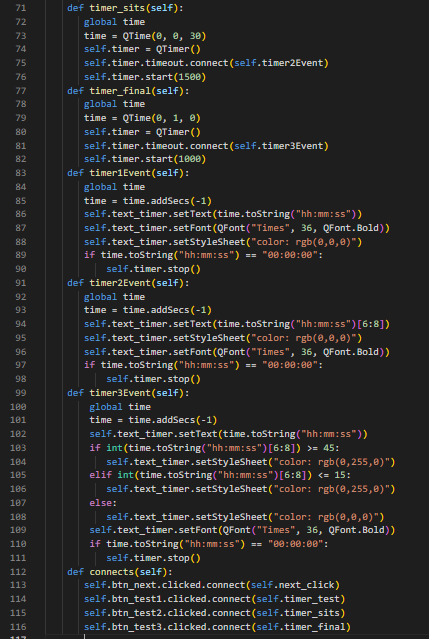 71 def timer_sits(self):
72 global time
73 time = QTime(0, 0, 30)
74 self.timer = QTimer()
75 self.timer.timeout.connect(self.timer2Event)
76 self.timer.start(1500)
77 def timer_final(self):
78 global time
79 time = QTime(0, 1, 0)
80 self.timer = QTimer()
81 self.timer.timeout.connect(self.timer3Event)
82 self.timer.start(1000)
83 def timer1Event(self):
84 global time
85 time = time.addSecs(-1)
86 self.text_timer.setText(time.toString("hh:mm:ss"))
87 self.text_timer.setFont(QFont("Times", 36, QFont.Bold))
88 self.text_timer.setStyleSheet("color: rgb(0,0,0)")
89 if time.toString("hh:mm:ss") == "00:00:00":
90 self.timer.stop()
91 def timer2Event(self):
92 global time
93 time = time.addSecs(-1)
94 self.text_timer.setText(time.toString("hh:mm:ss")[6:8])
95 self.text_timer.setStyleSheet("color: rgb(0,0,0)")
96 self.text_timer.setFont(QFont("Times", 36, QFont.Bold))
97 if time.toString("hh:mm:ss") == "00:00:00":
98 self.timer.stop()
99 def timer3Event(self):
100 global time
101 time = time.addSecs(-1)
102 self.text_timer.setText(time.toString("hh:mm:ss"))
103 if int(time.toString("hh:mm:ss")[6:8]) >= 45:
104 self.text_timer.setStyleSheet("color: rgb(0,255,0)")
105 elif int(time.toString("hh:mm:ss")[6:8]) <= 15:
106 self.text_timer.setStyleSheet("color: rgb(0,255,0)")
107 else:
108 self.text_timer.setStyleSheet("color: rgb(0,0,0)")
109 self.text_timer.setFont(QFont("Times", 36, QFont.Bold))
110 if time.toString("hh:mm:ss") == "00:00:00":
111 self.timer.stop()
112 def connects(self):
113 self.btn_next.clicked.connect(self.next_click)
114 self.btn_test1.clicked.connect(self.timer_test)
115 self.btn_test2.clicked.connect(self.timer_sits)
116 self.btn_test3.clicked.connect(self.timer_final)
117